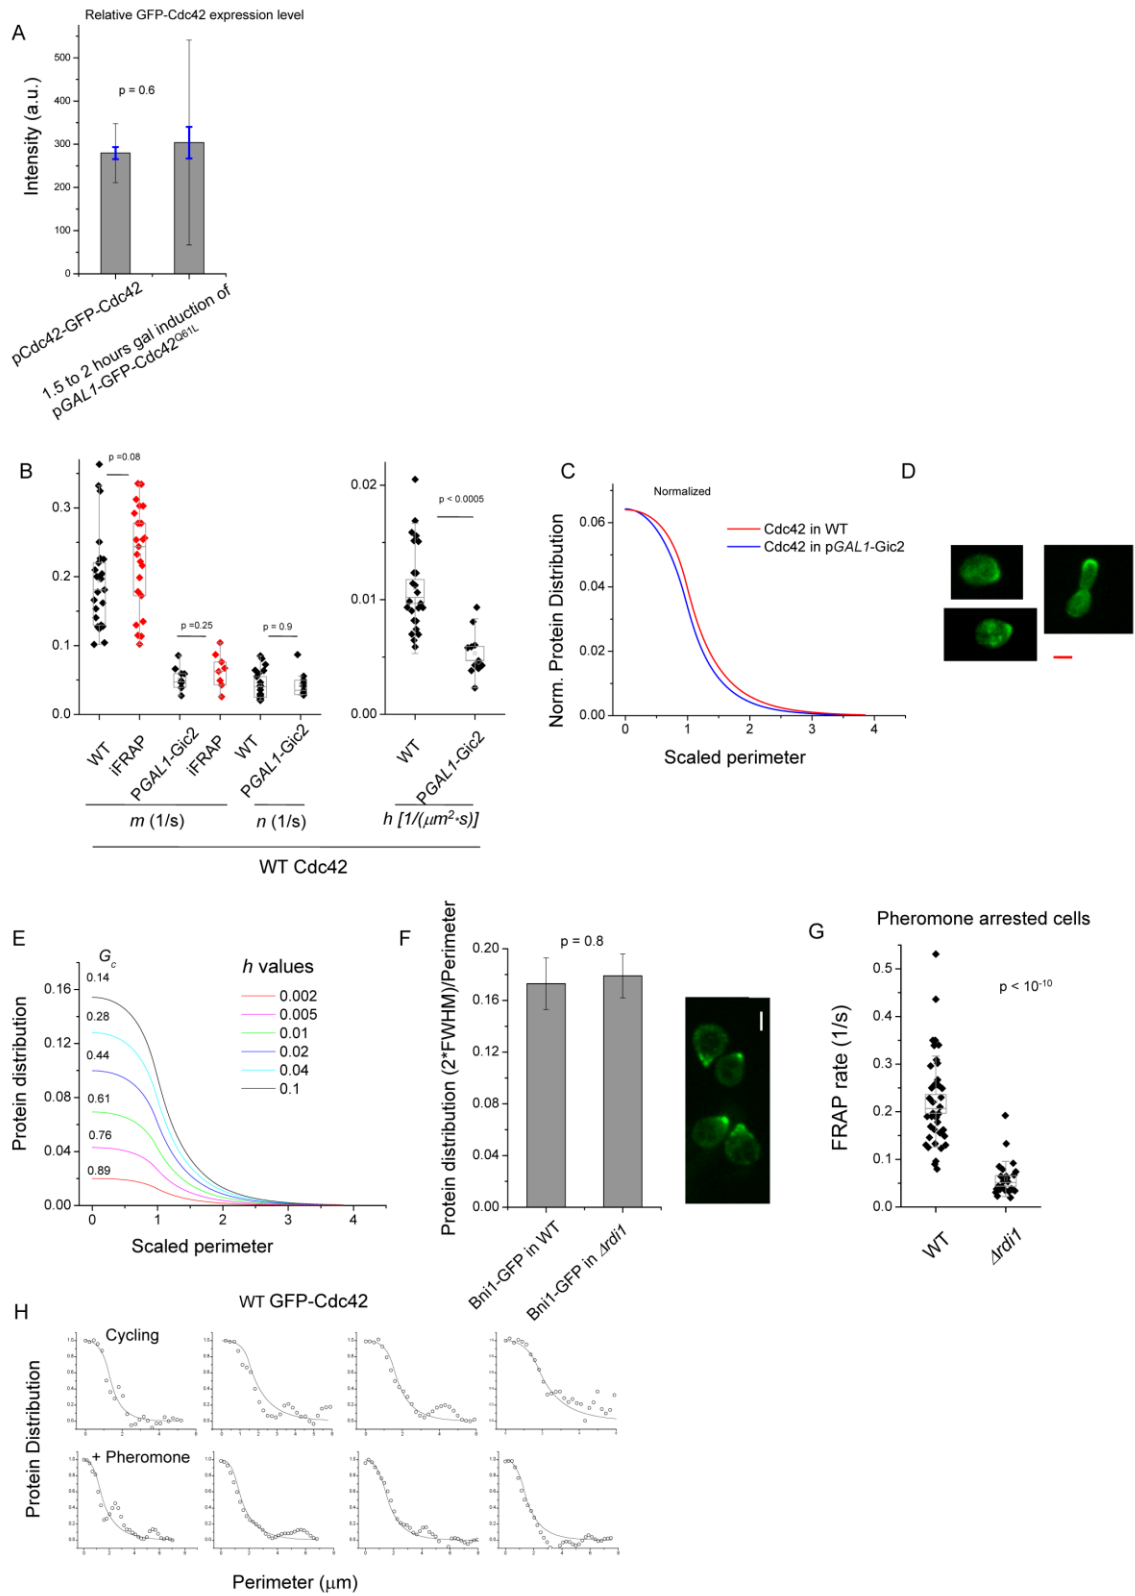 A
Relative GFP-Cdc42 expression level
Intensity (a.u.)
500
400
300
200
100
0
p = 0.6
pCdc42-GFP-Cdc42
1.5 to 2 hours gal induction of
pGAL1-GFP-Cdc42Q61L
B
p =0.08
0.3
0.2
0.1
0.0
p =0.25
p = 0.9
WT
iFRAP
PGAL1-Gic2
iFRAP
WT
PGAL1-Gic2
m (1/s)
n (1/s)
0.02
0.01
0.00
p < 0.0005
WT
PGAL1-Gic2
h [1/(μm²·s)]
WT Cdc42
C
Normalized
Norm. Protein Distribution
0.06
0.04
0.02
0.00
Cdc42 in WT
Cdc42 in pGAL1-Gic2
0
1
2
3
4
Scaled perimeter
D
E
Gc
h values
Protein distribution
0.16
0.12
0.08
0.04
0.00
0.14
0.28
0.44
0.61
0.76
0.89
0.002
0.005
0.01
0.02
0.04
0.1
0
1
2
3
4
Scaled perimeter
F
Protein distribution (2*FWHM)/Perimeter
0.20
0.16
0.12
0.08
0.04
0.00
p = 0.8
Bni1-GFP in WT
Bni1-GFP in Δrdi1
G
Pheromone arrested cells
FRAP rate (1/s)
0.5
0.4
0.3
0.2
0.1
0.0
p < 10-10
WT
Δrdi1
H
WT GFP-Cdc42
Protein Distribution
Cycling
+ Pheromone
Perimeter (μm)